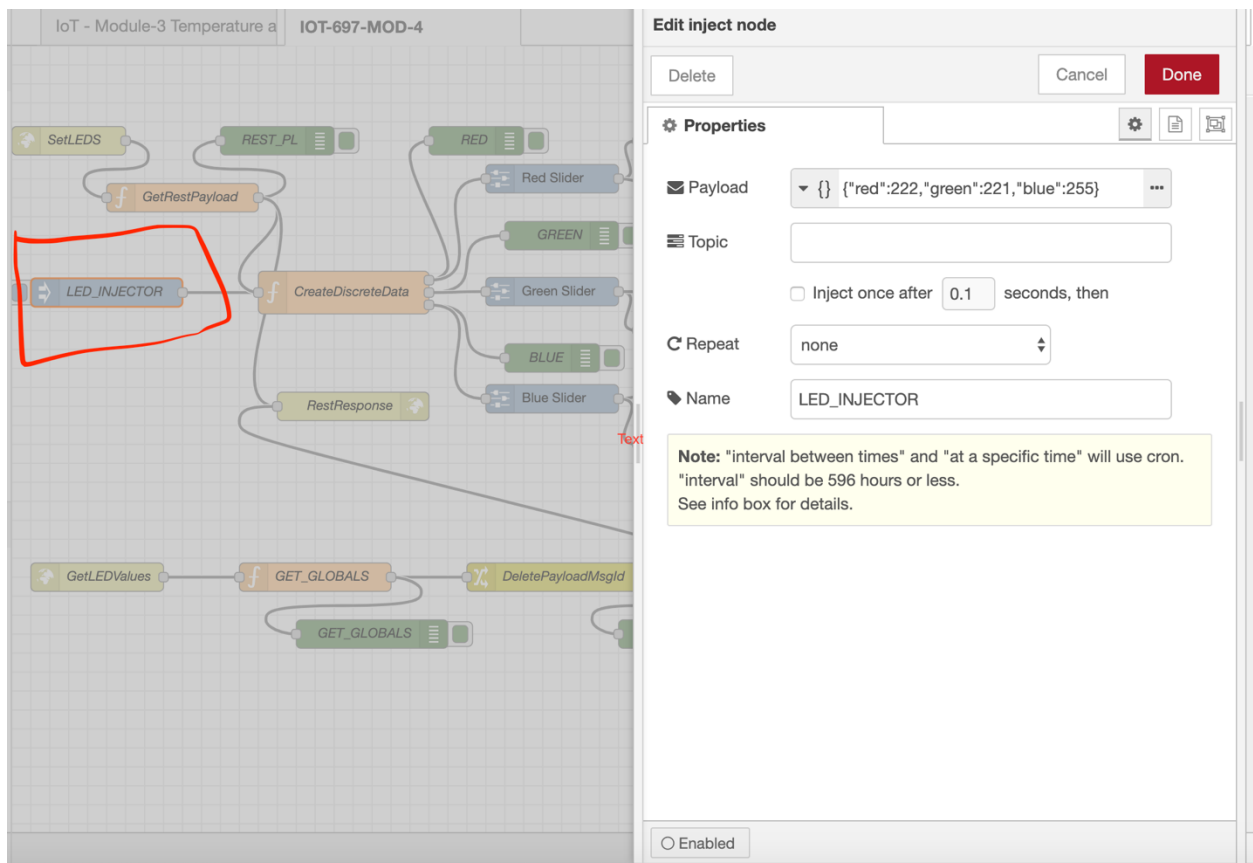 IoT - Module-3 Temperature a
IOT-697-MOD-4
SetLEDS
REST_PL
RED
GetRestPayload
Red Slider
GREEN
LED_INJECTOR
CreateDiscreteData
Green Slider
BLUE
RestResponse
Blue Slider
Text
GetLEDValues
GET_GLOBALS
DeletePayloadMsgId
GET_GLOBALS
Edit inject node
Delete
Cancel
Done
Properties
Payload
{} {"red":222,"green":221,"blue":255}
Topic
Inject once after 0.1 seconds, then
Repeat
none
Name
LED_INJECTOR
Note: "interval between times" and "at a specific time" will use cron.
"interval" should be 596 hours or less.
See info box for details.
Enabled